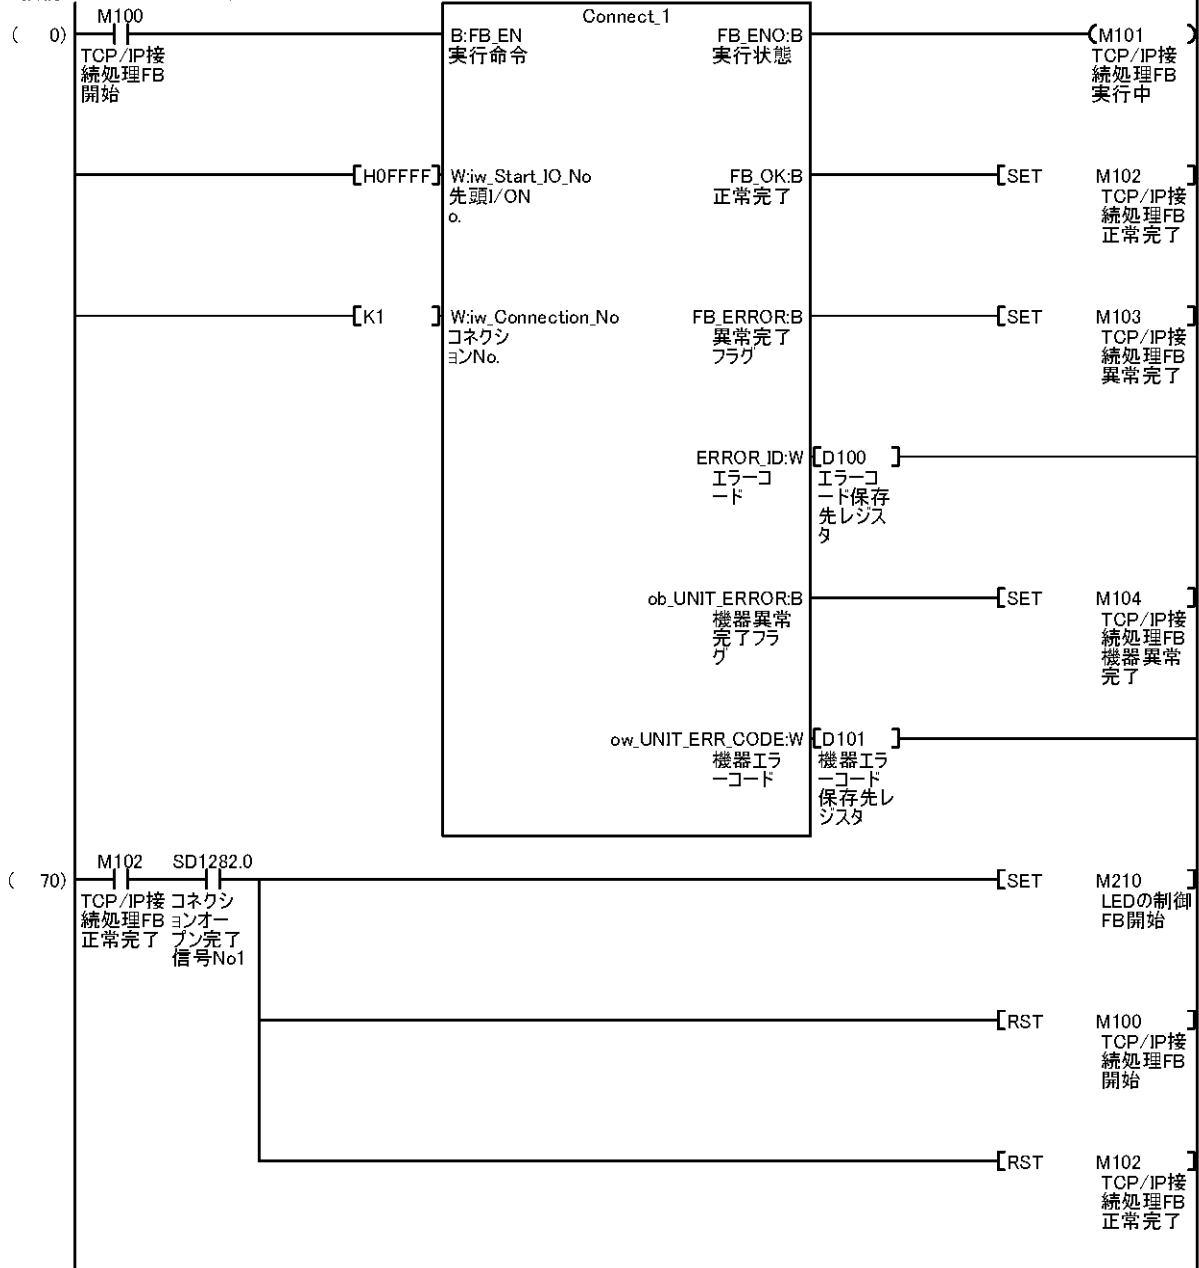 M100
Connect_1
( 0)
B:FB_EN
実行命令
FB_ENO:B
実行状態
M101
TCP/IP接
続処理FB
開始
TCP/IP接
続処理FB
実行中
H0FFFF
W:iw_Start_IO_No
先頭I/ON
o.
FB_OK:B
正常完了
SET M102
TCP/IP接
続処理FB
正常完了
K1
W:iw_Connection_No
コネクシ
ョンNo.
FB_ERROR:B
異常完了
フラグ
SET M103
TCP/IP接
続処理FB
異常完了
ERROR_ID:W
エラーコ
ード
D100
エラーコ
ード保存
先レジス
タ
ob_UNIT_ERROR:B
機器異常
完了フラ
グ
SET M104
TCP/IP接
続処理FB
機器異常
完了
ow_UNIT_ERR_CODE:W
機器エラ
ーコード
D101
機器エラ
ーコード
保存先レ
ジスタ
( 70)
M102
TCP/IP接
続処理FB
正常完了
SD1282.0
コネクシ
ョンオー
プン完了
信号No1
SET M210
LEDの制御
FB開始
RST M100
TCP/IP接
続処理FB
開始
RST M102
TCP/IP接
続処理FB
正常完了